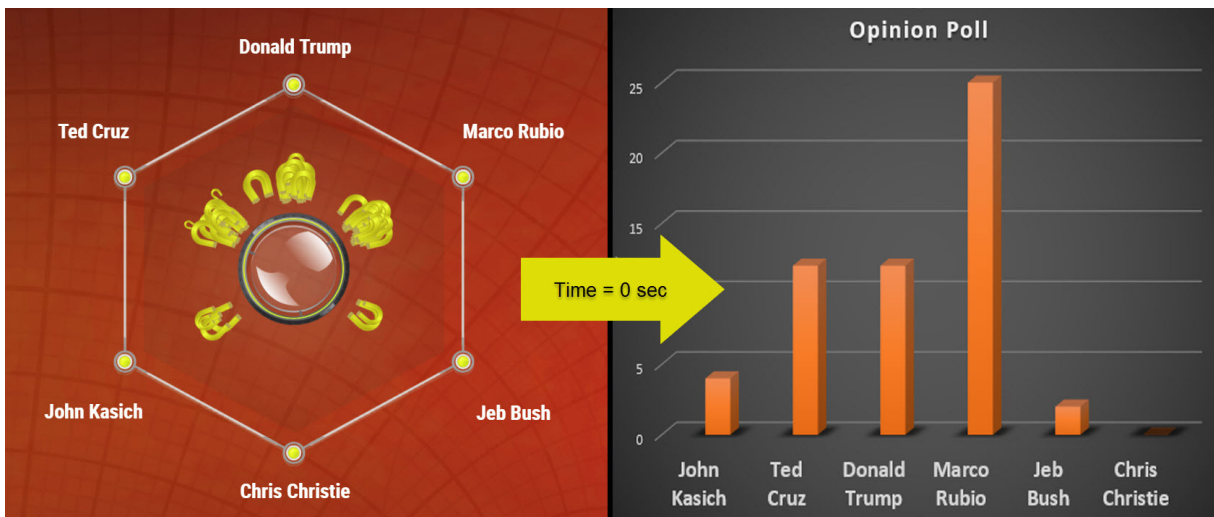 Donald Trump
Ted Cruz
Marco Rubio
John Kasich
Jeb Bush
Chris Christie
Time = 0 sec
Opinion Poll
25
20
15
5
0
John
Kasich
Ted
Cruz
Donald
Trump
Marco
Rubio
Jeb
Bush
Chris
Christie